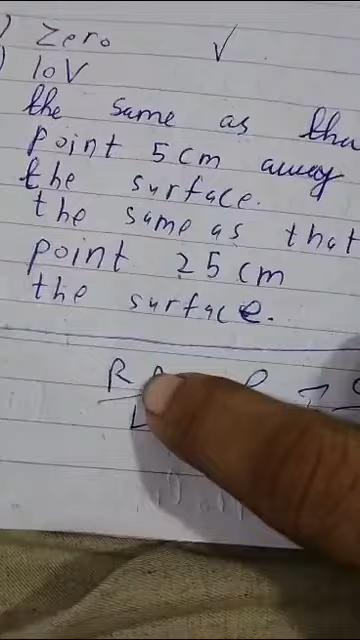 ) Zero ✓
) 10V
the same as tha
point 5cm away
the surface.
the same as that
point 25cm
the surface.
R
L